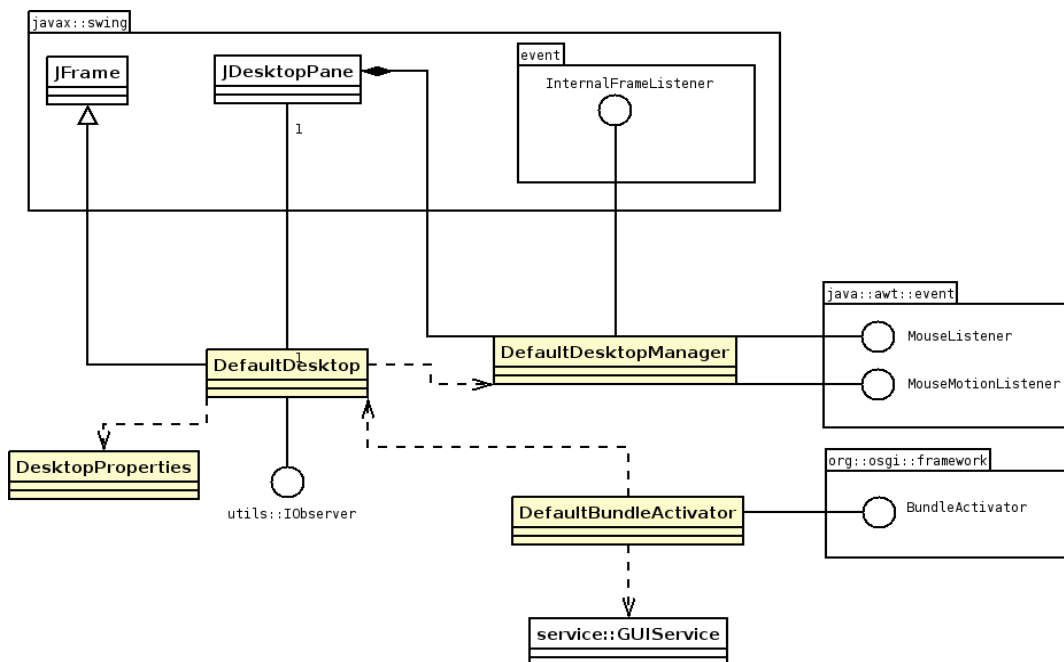 javax::swing
event
JFrame
JDesktopPane
InternalFrameListener
1
java::awt::event
MouseListener
DefaultDesktopManager
1
DefaultDesktop
MouseMotionListener
org::osgi::framework
DesktopProperties
BundleActivator
utils::IObserver
DefaultBundleActivator
service::GUIService